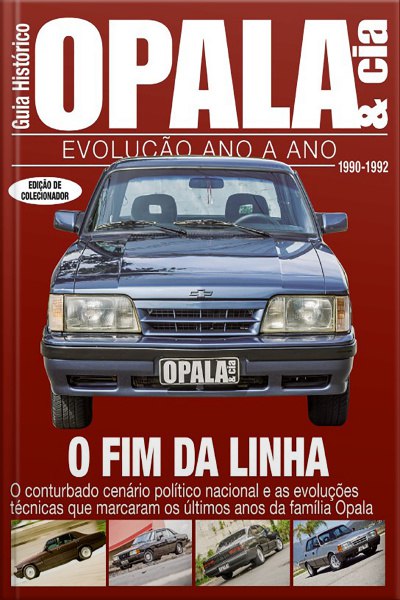 Guia Histórico
OPALA
& cia
EVOLUÇÃO ANO A ANO
1990-1992
EDIÇÃO DE
COLECIONADOR
OPALA & cia
O FIM DA LINHA
O conturbado cenário político nacional e as evoluções
técnicas que marcaram os últimos anos da família Opala